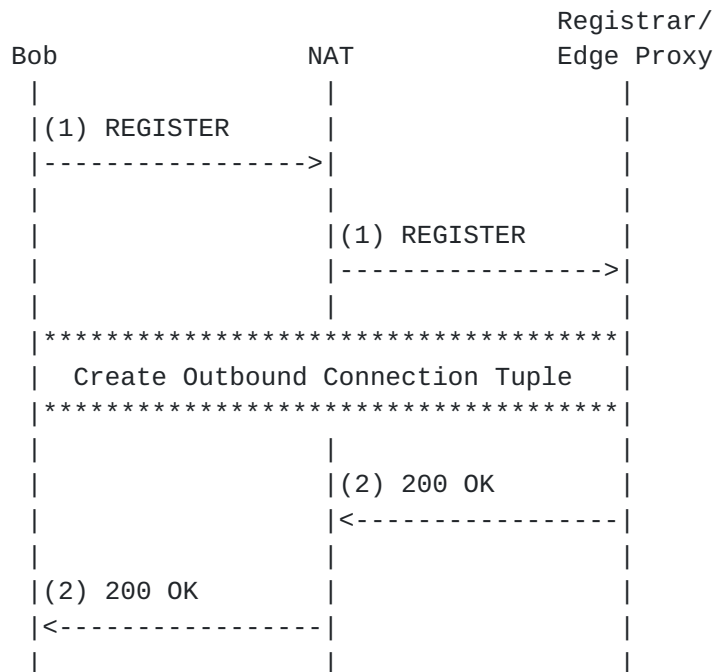 Registrar/
Bob NAT Edge Proxy
(1) REGISTER
(1) REGISTER
Create Outbound Connection Tuple
(2) 200 OK
(2) 200 OK